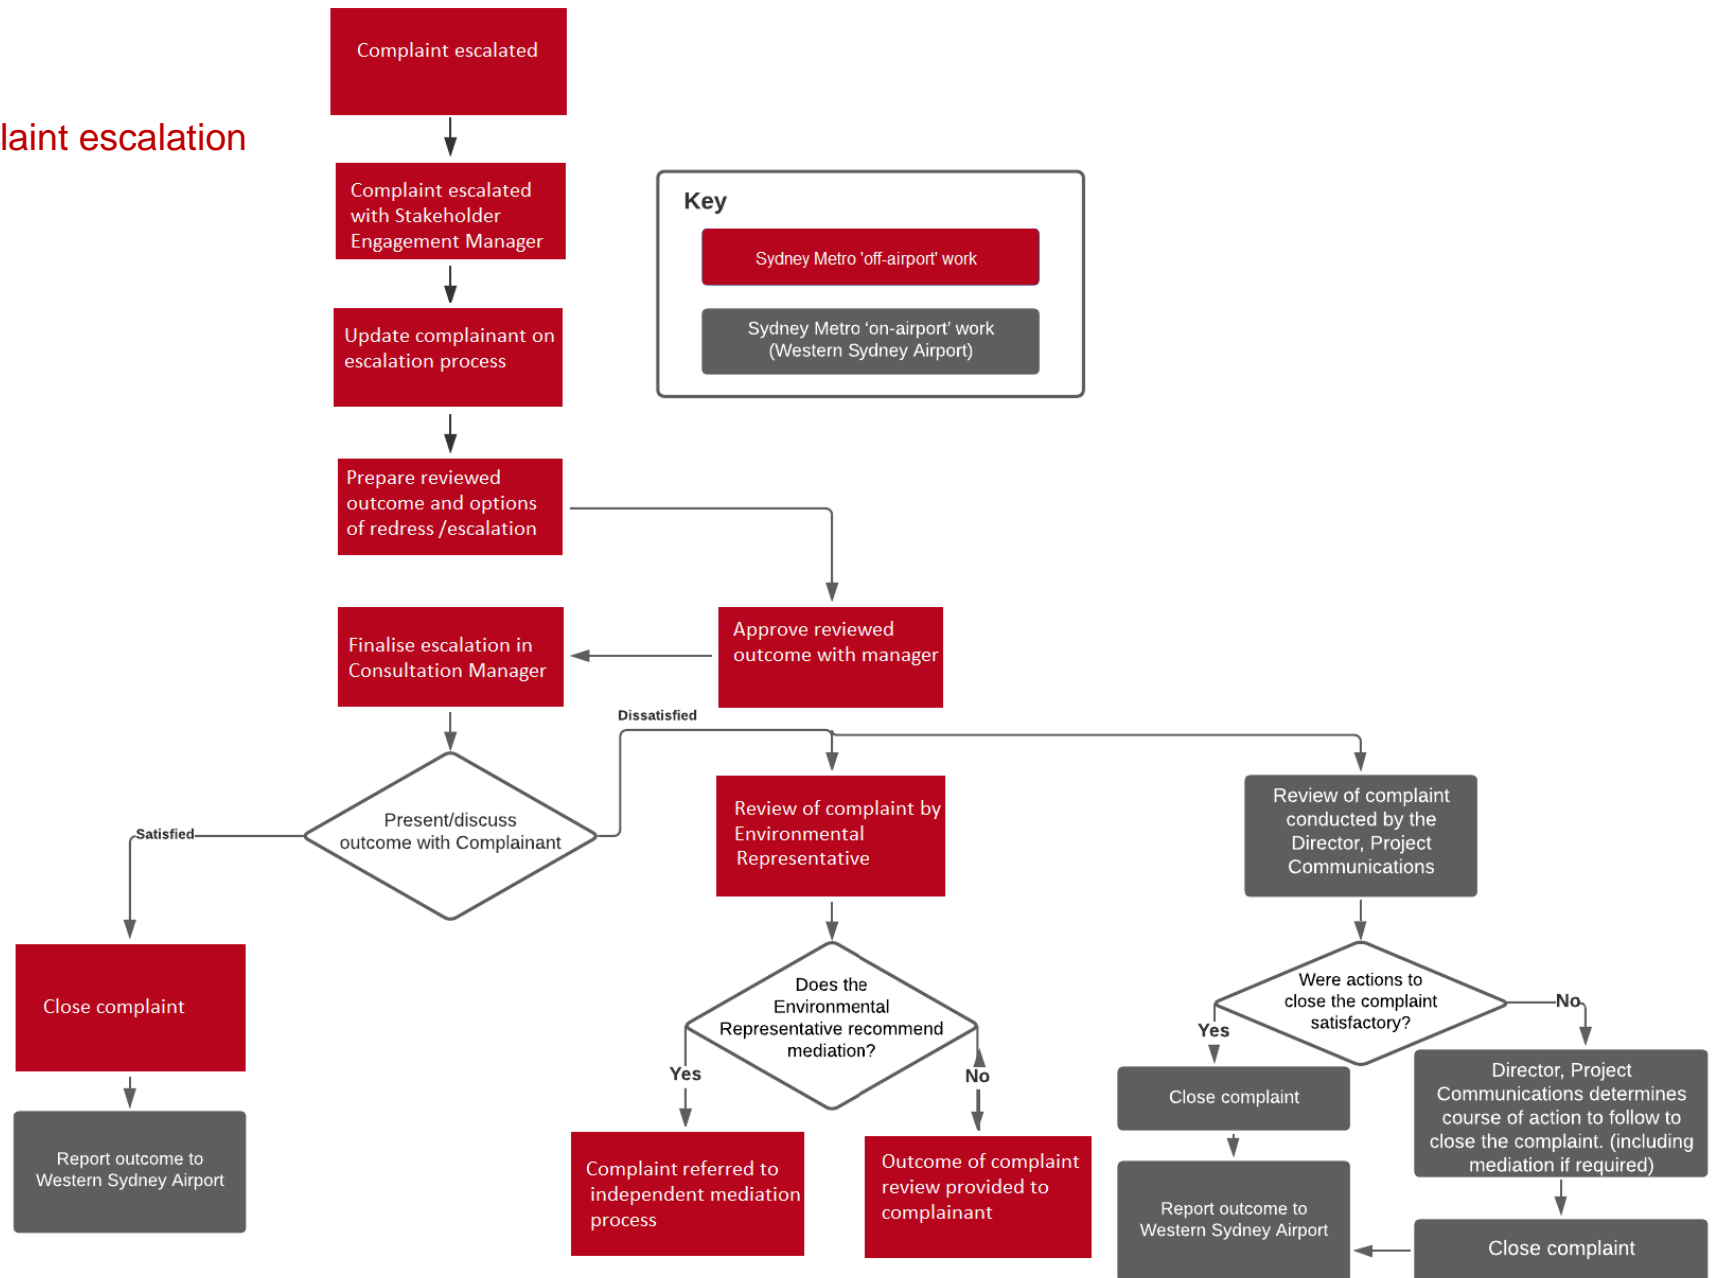 Complaint escalated
laint escalation
Complaint escalated
with Stakeholder
Engagement Manager
Key
Sydney Metro 'off-airport' work
Sydney Metro ‘on-airport’ work
(Western Sydney Airport)
Update complainant on
escalation process
Prepare reviewed
outcome and options
of redress /escalation
Finalise escalation in
Consultation Manager
Approve reviewed
outcome with manager
Dissatisfied
Present/discuss
outcome with Complainant
Satisfied
Review of complaint by
Environmental
Representative
Review of complaint
conducted by the
Director, Project
Communications
Close complaint
Does the
Environmental
Representative recommend
mediation?
Were actions to
close the complaint
satisfactory?
Yes
No
Yes
No
Close complaint
Director, Project
Communications determines
course of action to follow to
close the complaint. (including
mediation if required)
Report outcome to
Western Sydney Airport
Complaint referred to
independent mediation
process
Outcome of complaint
review provided to
complainant
Report outcome to
Western Sydney Airport
Close complaint